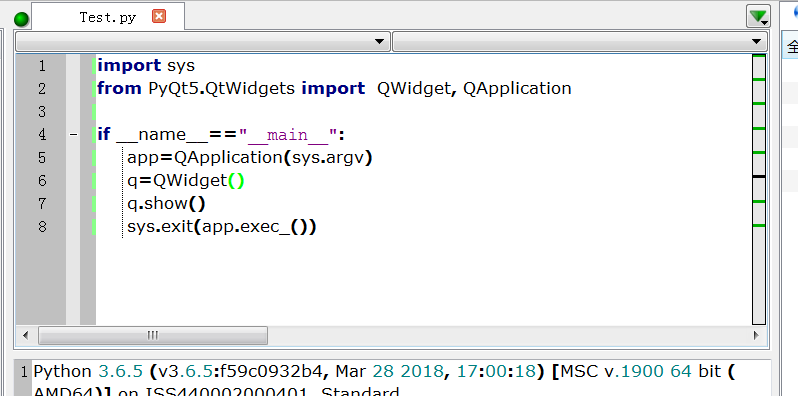 Test.py
全
1 import sys
2 from PyQt5.QtWidgets import  QWidget, QApplication
3
4 if __name__=="__main__":
5 app=QApplication(sys.argv)
6 q=QWidget()
7 q.show()
8 sys.exit(app.exec_())
1 Python 3.6.5 (v3.6.5:f59c0932b4, Mar 28 2018, 17:00:18) [MSC v.1900 64 bit (
AMD64)] on ISS440002000401, Standard